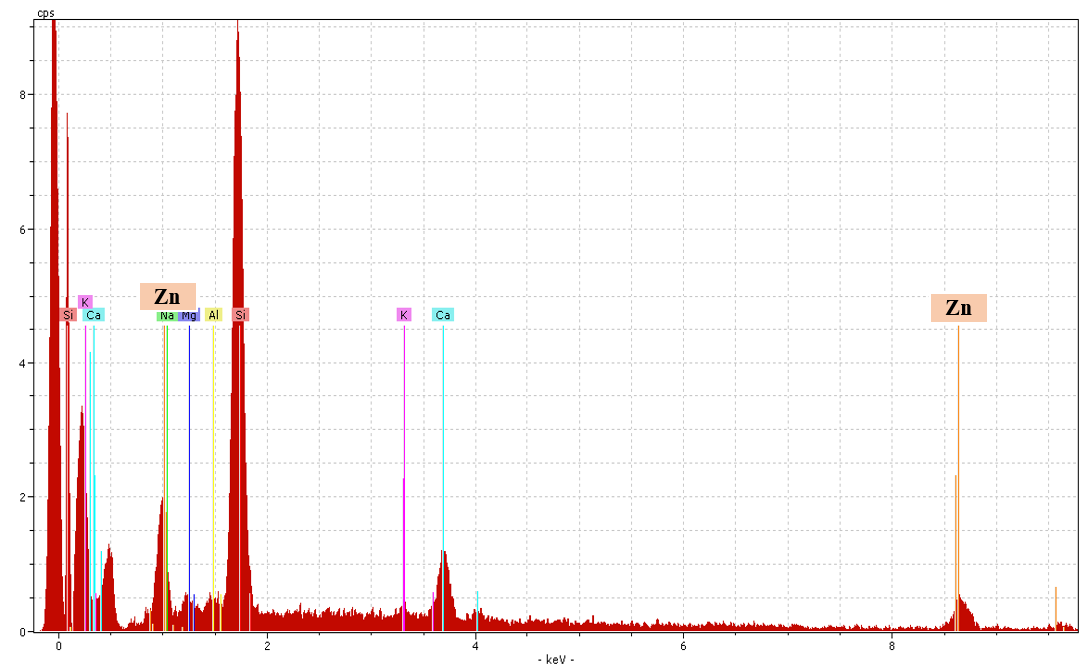 cps
8
6
4
2
0
K
Si Ca
Zn
Na Mg Al Si
K Ca
Zn
0 2 4 6 8
- keV -